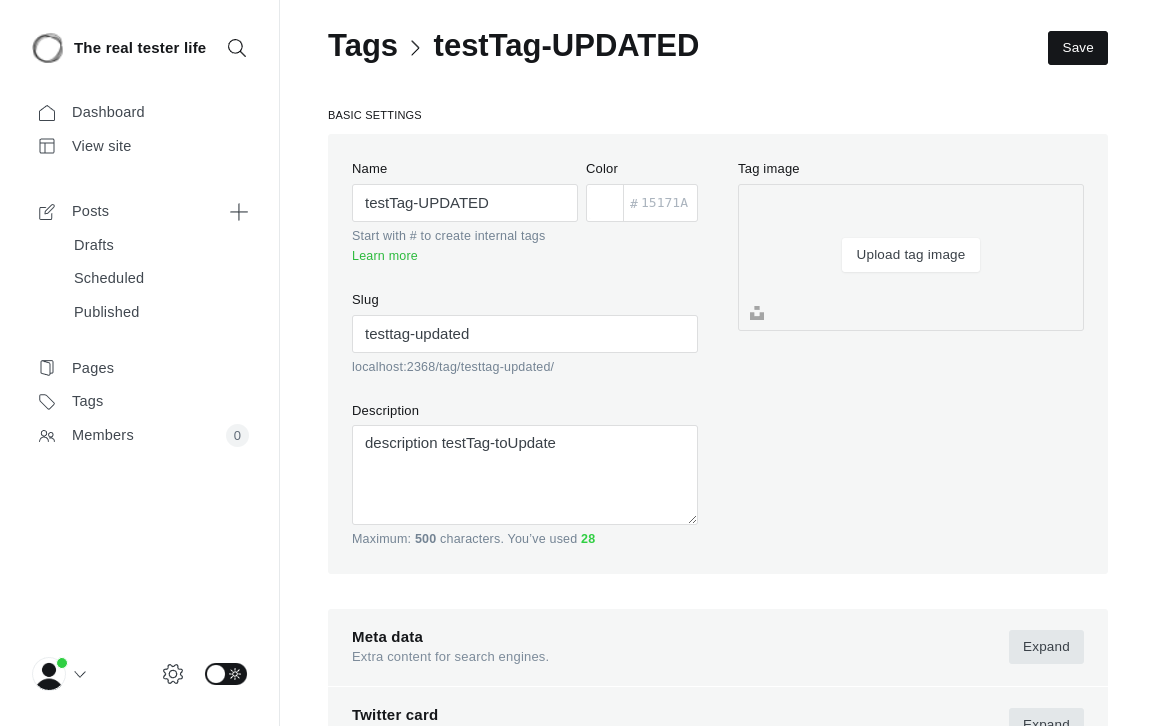 The real tester life
Dashboard
View site
Posts
Drafts
Scheduled
Published
Pages
Tags
Members
0
Tags
testTag-UPDATED
Save
BASIC SETTINGS
Name
Color
testTag-UPDATED
# 15171A
Start with # to create internal tags
Learn more
Slug
testtag-updated
localhost:2368/tag/testtag-updated/
Description
description testTag-toUpdate
Maximum: 500 characters. You’ve used 28
Tag image
Upload tag image
Meta data
Extra content for search engines.
Expand
Twitter card
Expand